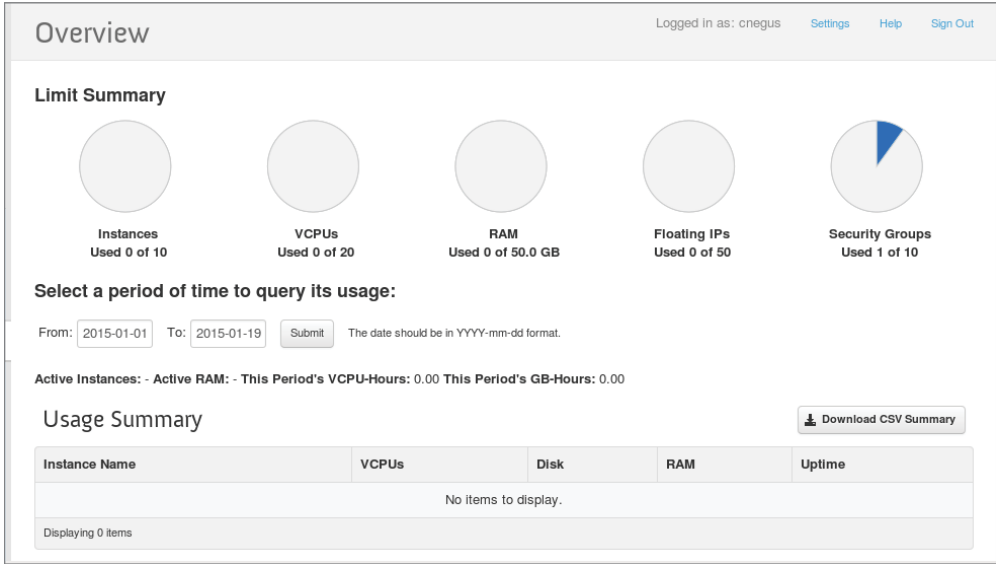 Overview
Logged in as: cnegus Settings Help Sign Out
Limit Summary
Instances VCPUs RAM Floating IPs Security Groups
Used 0 of 10 Used 0 of 20 Used 0 of 50.0 GB Used 0 of 50 Used 1 of 10
Select a period of time to query its usage:
From: 2015-01-01 To: 2015-01-19 Submit The date should be in YYYY-mm-dd format.
Active Instances: - Active RAM: - This Period's VCPU-Hours: 0.00 This Period's GB-Hours: 0.00
Usage Summary
Download CSV Summary
Instance Name VCPUs Disk RAM Uptime
No items to display.
Displaying 0 items